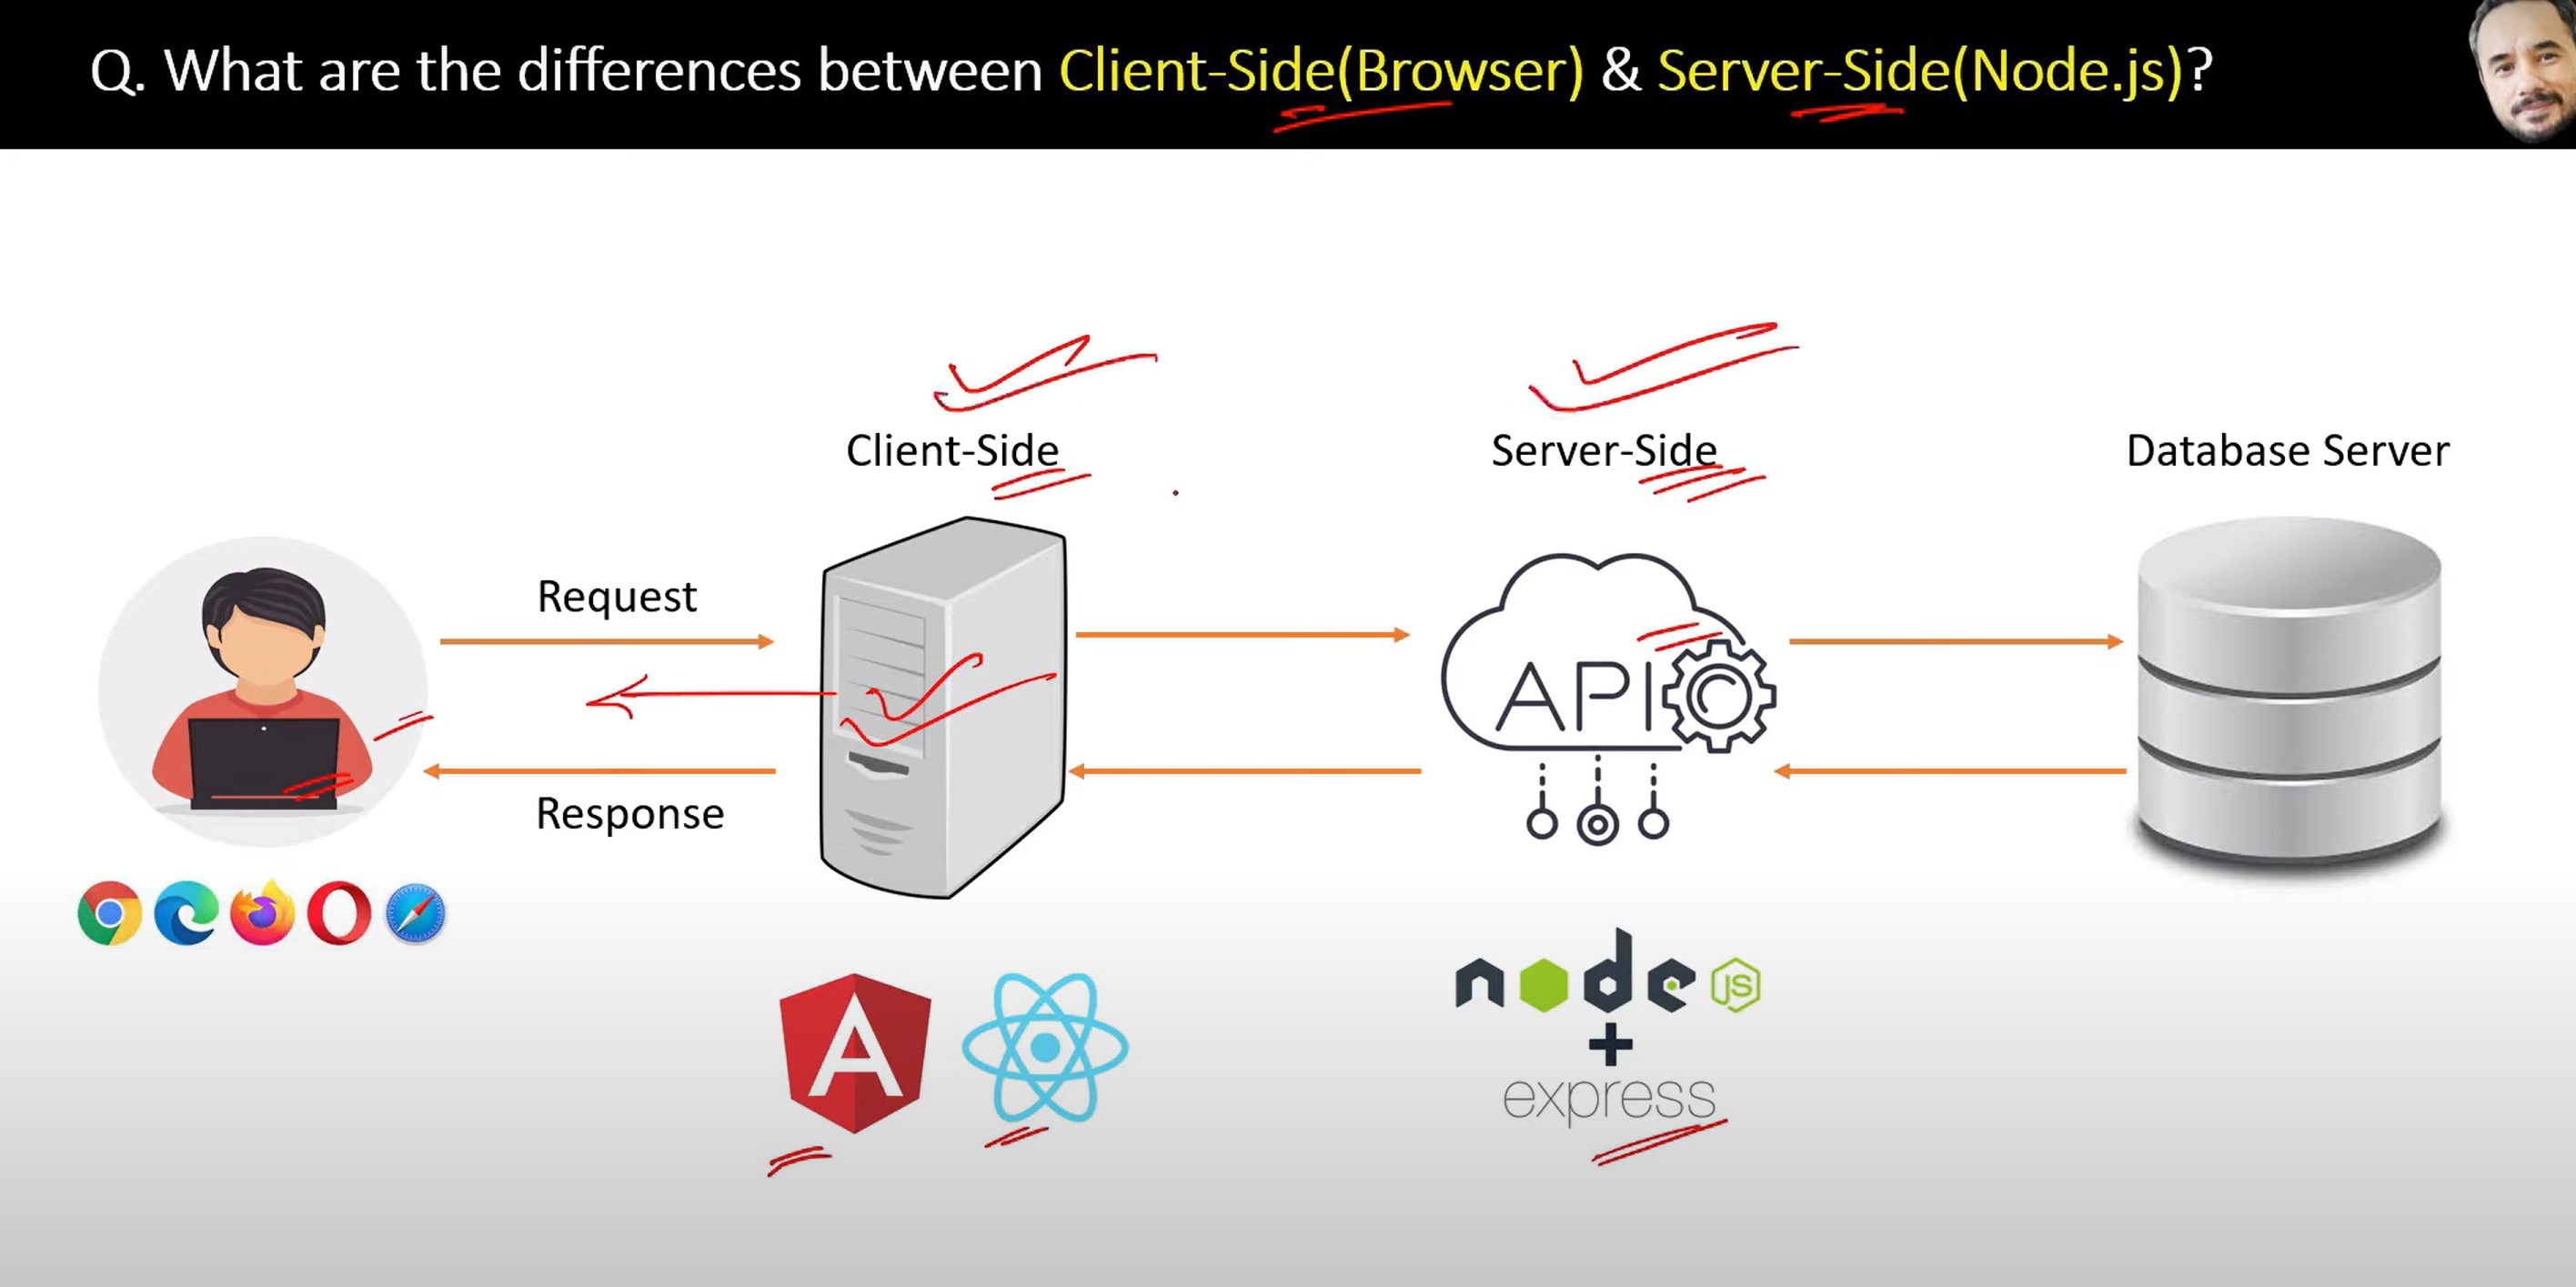 Q. What are the differences between Client-Side(Browser) & Server-Side(Node.js)?
Client-Side
Server-Side
Database Server
Request
API
Response
A
node JS
+
express